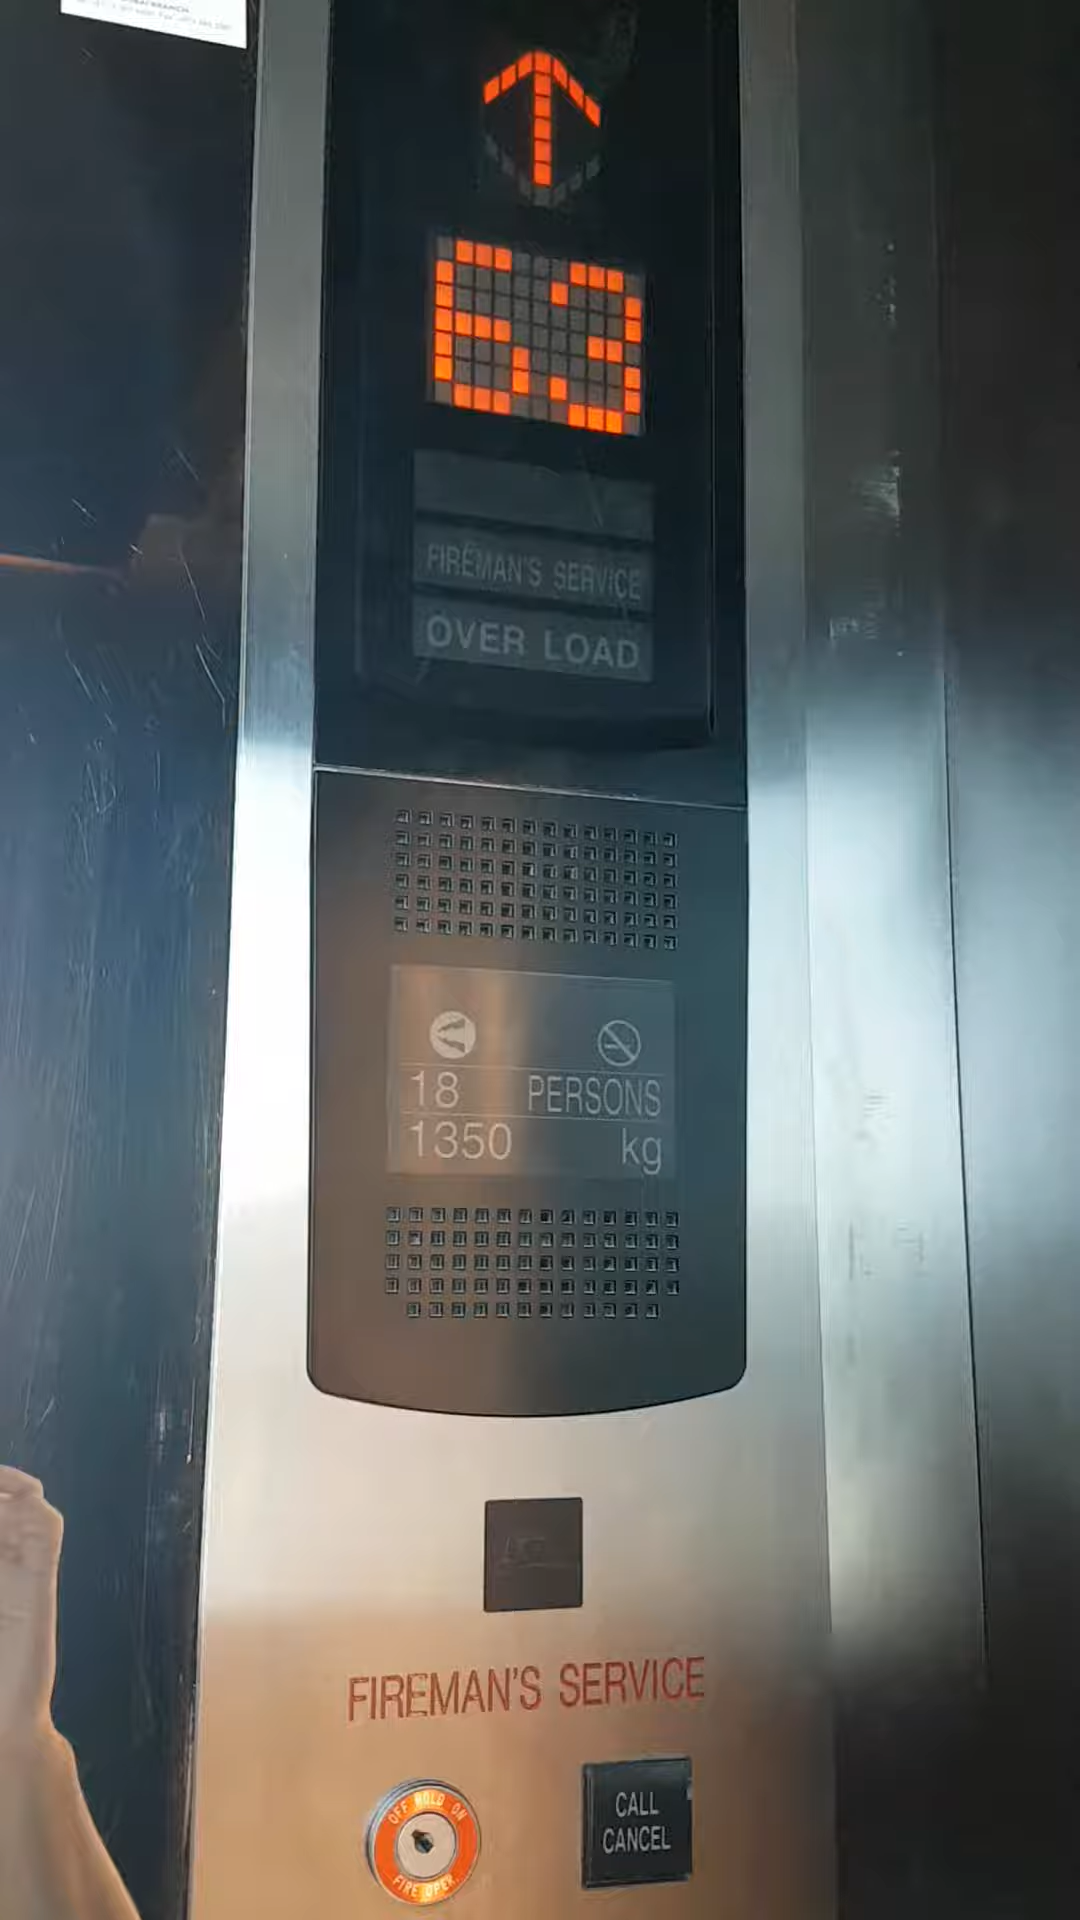 63
FIREMAN'S SERVICE
OVER LOAD
18 PERSONS
1350 kg
FIREMAN'S SERVICE
OFF HOLD ON
FIRE OPER.
CALL
CANCEL